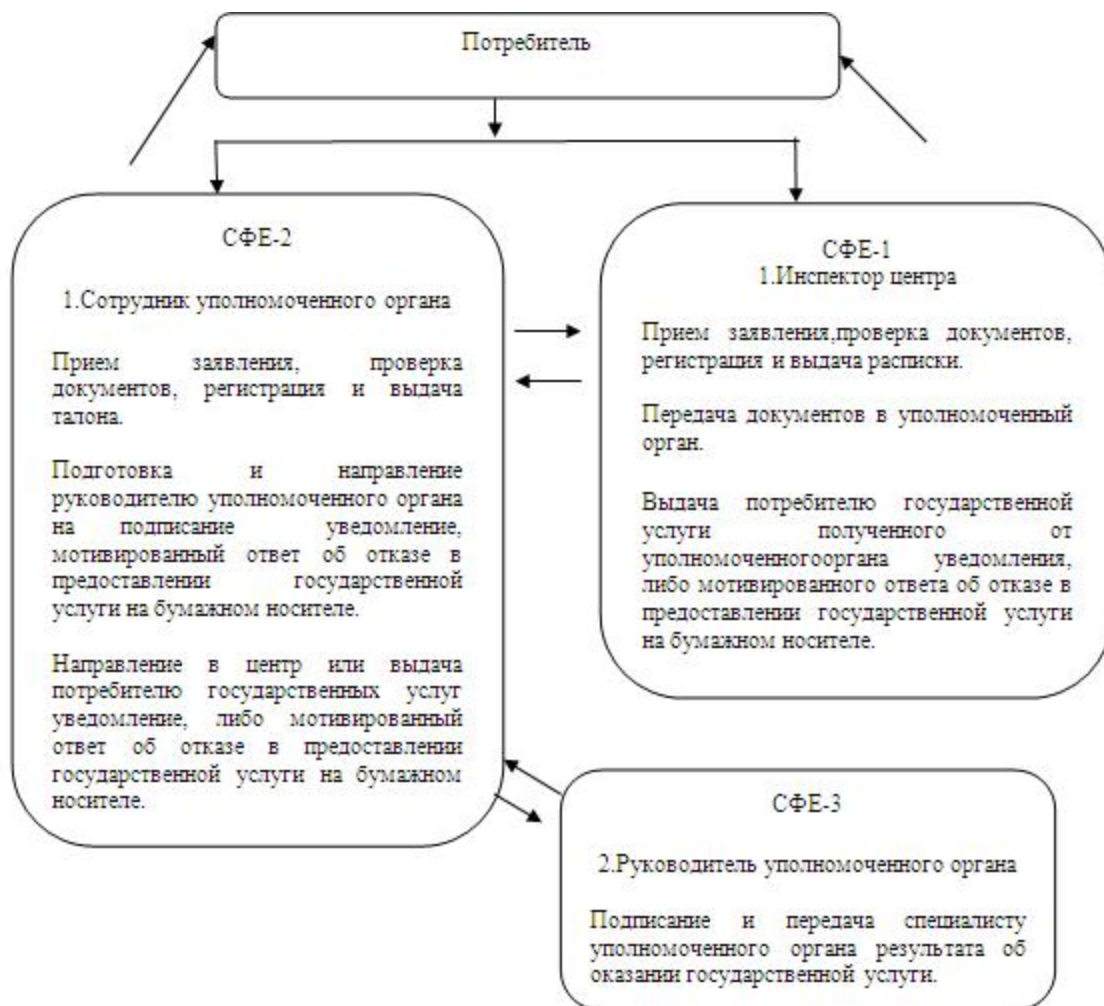 Потребитель
СФЕ-2
1.Сотрудник уполномоченного органа
Прием заявления, проверка
документов, регистрация и выдача
талона.
Подготовка и направление
руководителю уполномоченного органа
на подписание уведомление,
мотивированный ответ об отказе в
предоставлении государственной
услуги на бумажном носителе.
Направление в центр или выдача
потребителю государственных услуг
уведомление, либо мотивированный
ответ об отказе в предоставлении
государственной услуги на бумажном
носителе.
СФЕ-1
1.Инспектор центра
Прием заявления,проверка документов,
регистрация и выдача расписки.
Передача документов в уполномоченный
орган.
Выдача потребителю государственной
услуги полученного от
уполномоченногооргана уведомления,
либо мотивированного ответа об отказе в
предоставлении государственной услуги
на бумажном носителе.
СФЕ-3
2.Руководитель уполномоченного органа
Подписание и передача специалисту
уполномоченного органа результата об
оказании государственной услуги.